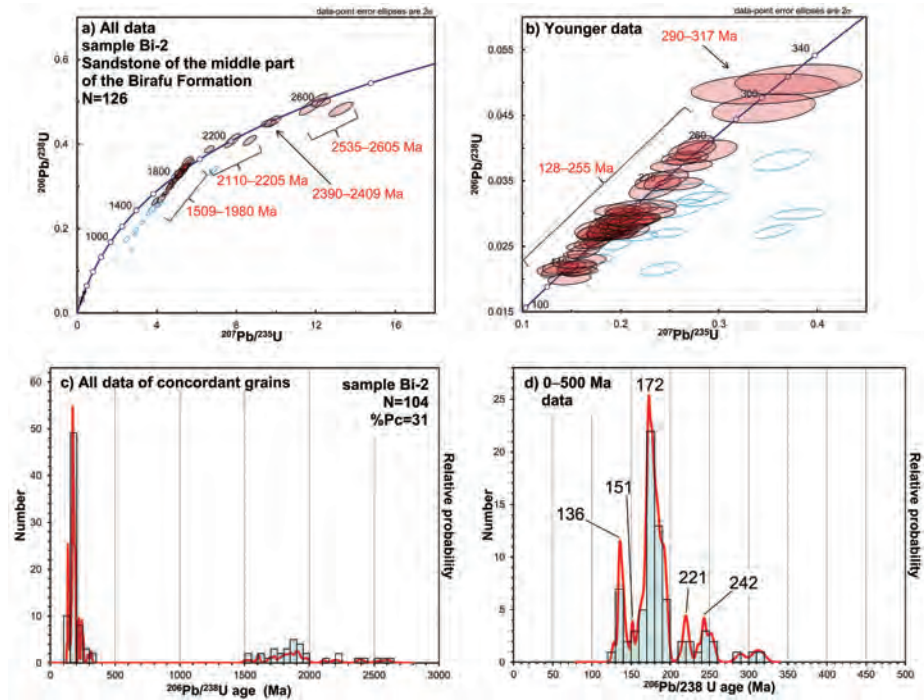 data-point error ellipses are 2σ
a) All data
sample Bi-2
Sandstone of the middle part
of the Birafu Formation
N=126
0.6
0.4
0.2
0.0
206Pb/238U
1000
1400
1800
2200
2600
2535–2605 Ma
2390–2409 Ma
2110–2205 Ma
1509–1980 Ma
0
4
8
12
16
207Pb/235U
data-point error ellipses are 2σ
b) Younger data
290–317 Ma
128–255 Ma
0.055
0.045
0.035
0.025
0.015
206Pb/238U
100
260
300
340
0.1
0.2
0.3
0.4
207Pb/235U
c) All data of concordant grains
sample Bi-2
N=104
%Pc=31
60
50
40
30
20
10
0
Number
Relative probability
0
500
1000
1500
2000
2500
3000
206Pb/238U age (Ma)
d) 0–500 Ma
data
172
151
136
221
242
25
20
15
10
5
0
Number
Relative probability
0
50
100
150
200
250
300
350
400
450
500
206Pb/238 U age (Ma)